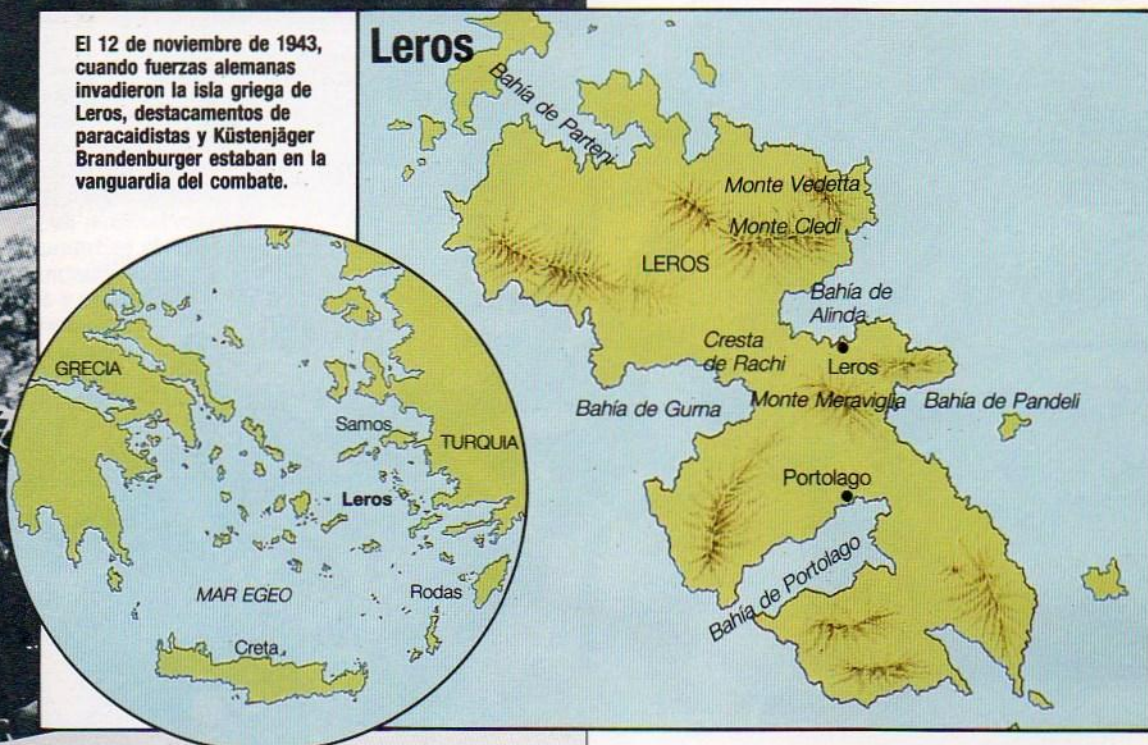 El 12 de noviembre de 1943,
cuando fuerzas alemanas
invadieron la isla griega de
Leros, destacamentos de
paracaidistas y Küstenjäger
Brandenburger estaban en la
vanguardia del combate.
Leros
Bahía de Parteni
Monte Vedetta
Monte Cledi
LEROS
Bahía de
Alinda
Cresta
de Rachi
Leros
Bahía de Gurna
Monte Meraviglia
Bahía de Pandeli
Portolago
Bahía de Portolago
GRECIA
Samos
TURQUIA
Leros
MAR EGEO
Rodas
Creta